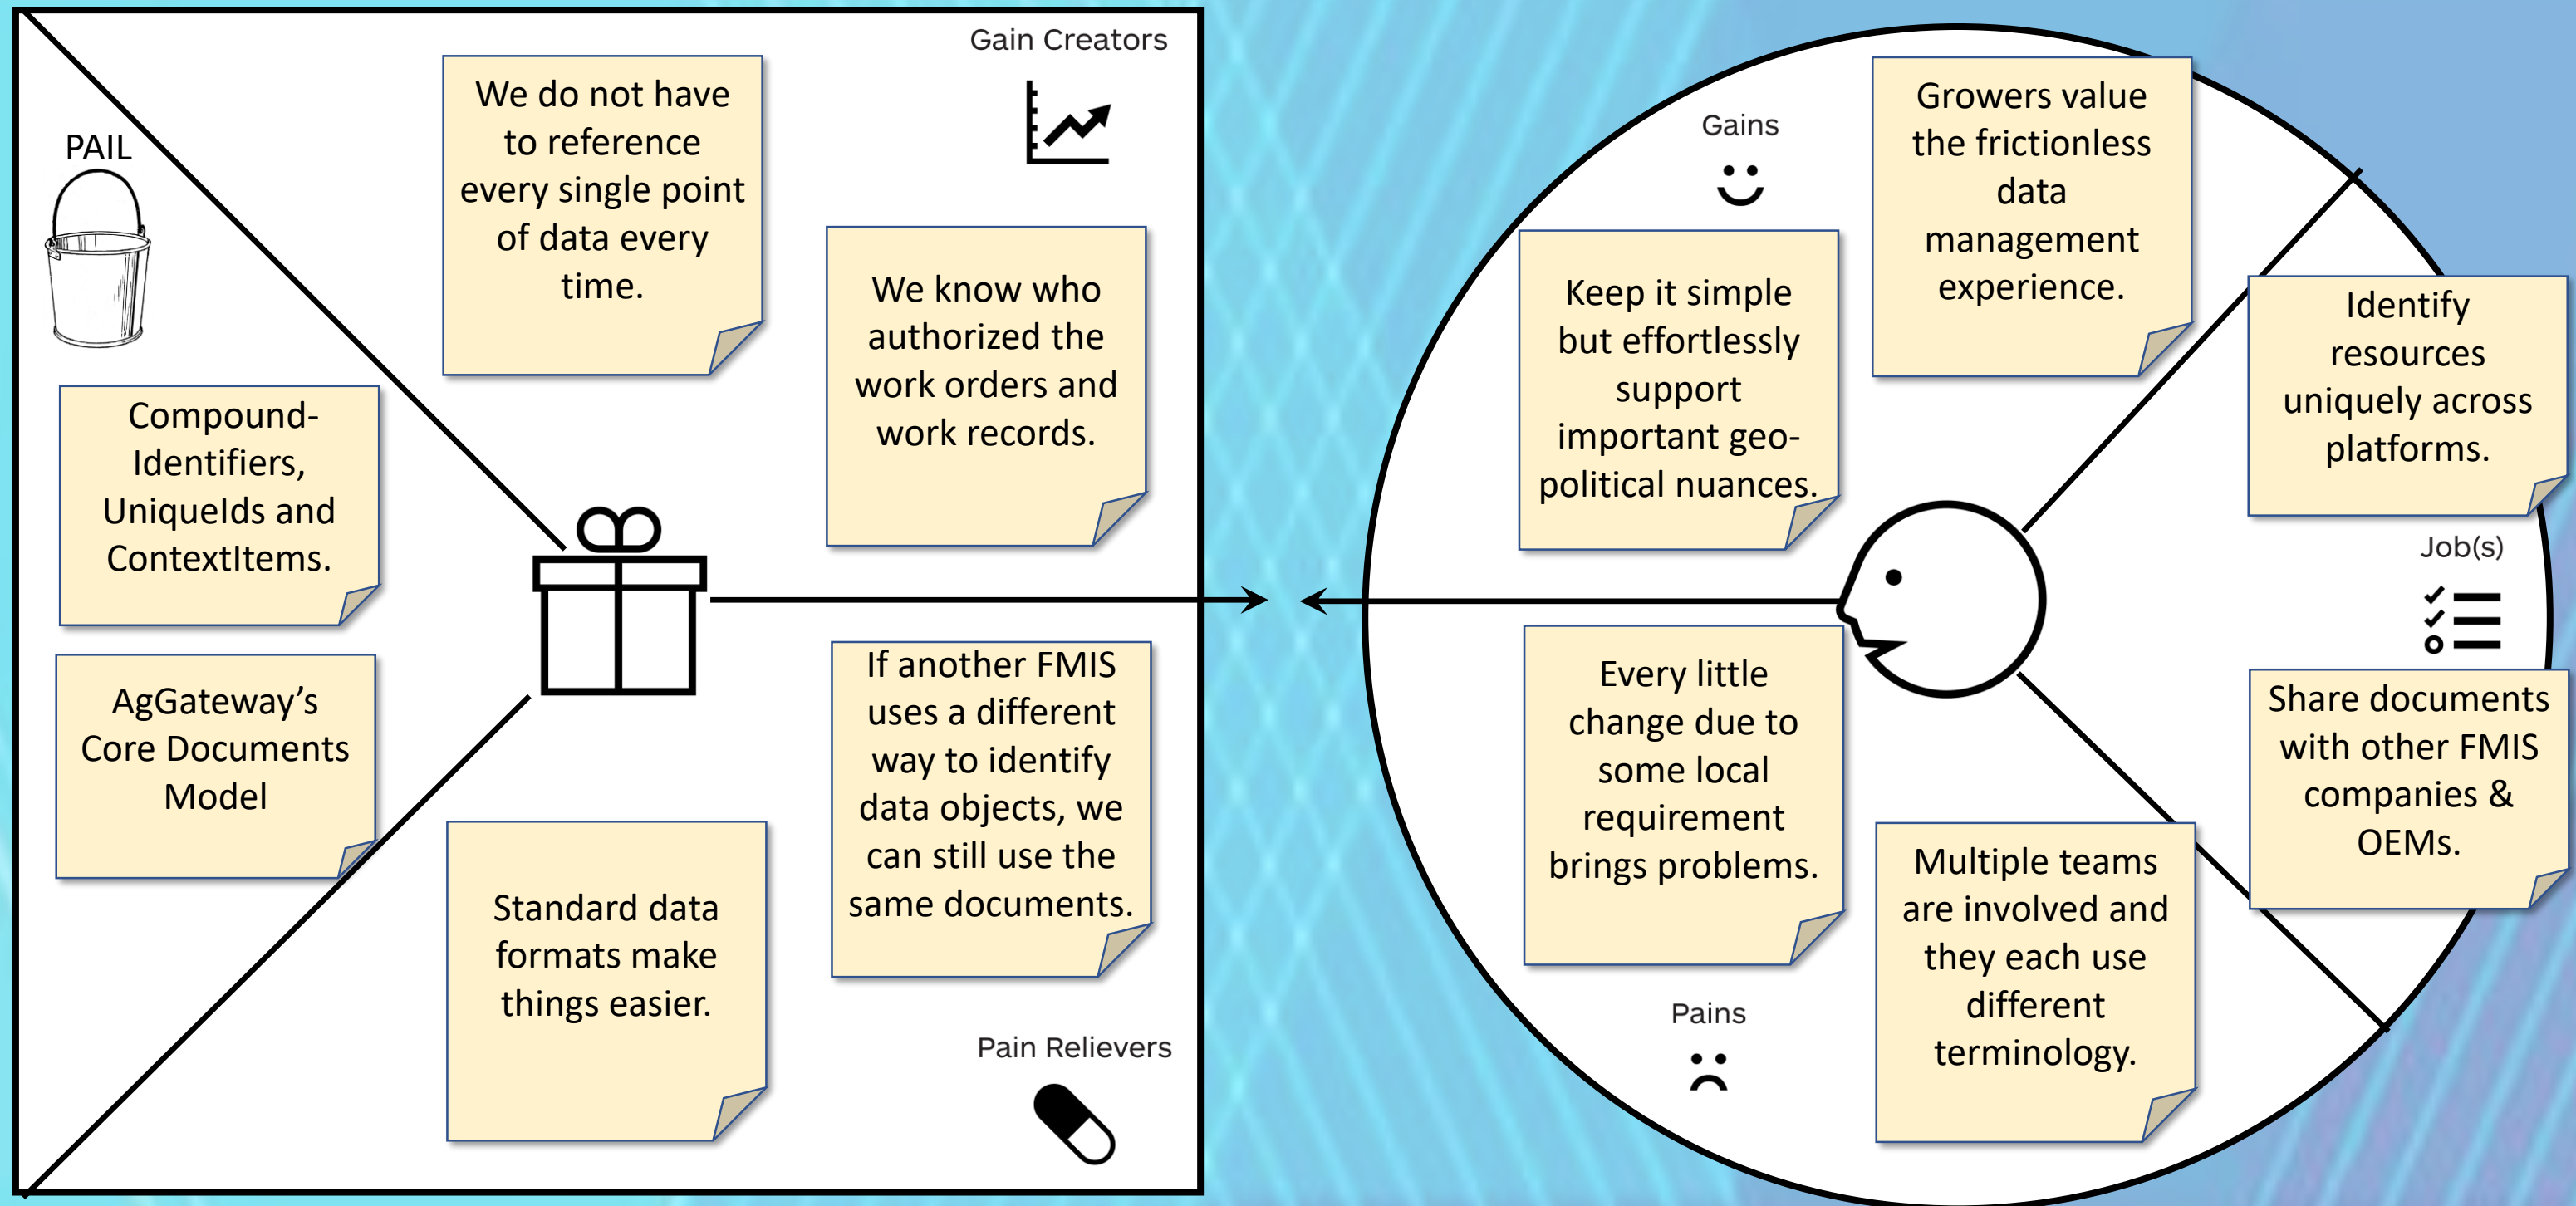 Gain Creators
We do not have
to reference
every single point
of data every
time.
We know who
authorized the
work orders and
work records.
PAIL
Compound-
Identifiers,
UniqueIds and
ContextItems.
AgGateway’s
Core Documents
Model
If another FMIS
uses a different
way to identify
data objects, we
can still use the
same documents.
Standard data
formats make
things easier.
Pain Relievers
Gains
Growers value
the frictionless
data
management
experience.
Keep it simple
but effortlessly
support
important geo-
political nuances.
Identify
resources
uniquely across
platforms.
Job(s)
Share documents
with other FMIS
companies &
OEMs.
Every little
change due to
some local
requirement
brings problems.
Multiple teams
are involved and
they each use
different
terminology.
Pains